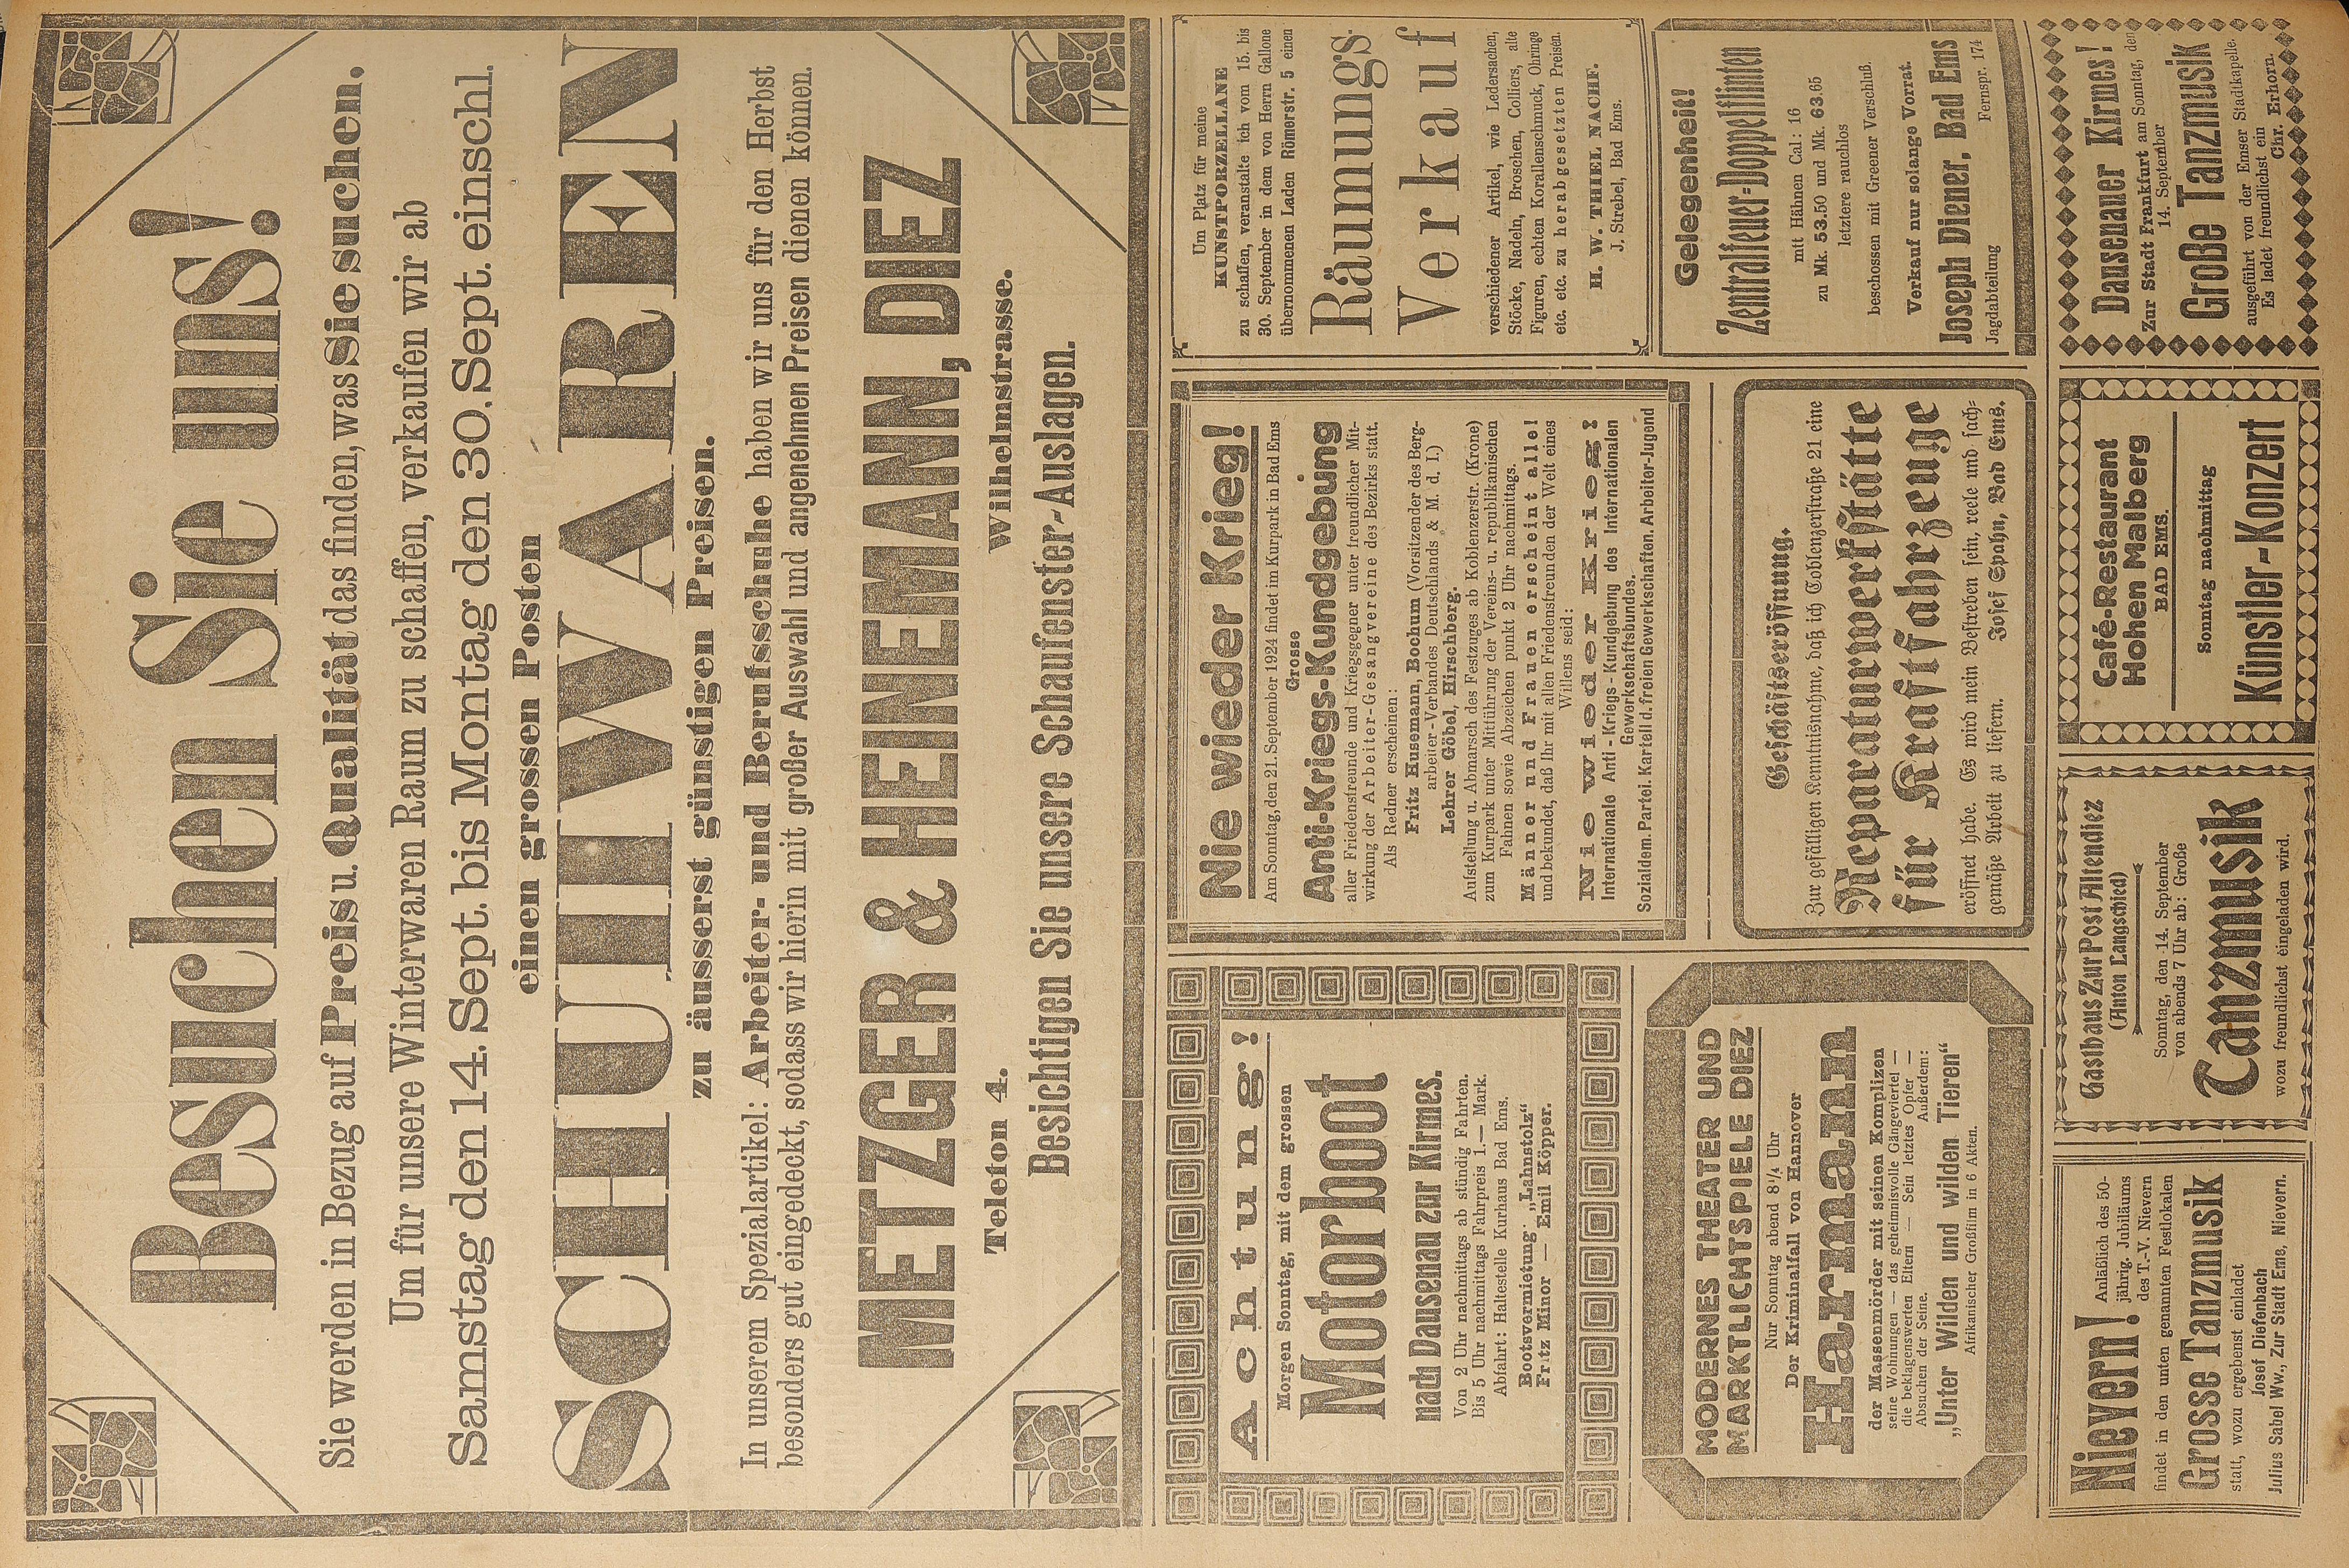 Besuchen Sie uns!
Sie werden in Bezug auf Preis u. Qualität das finden, was Sie suchen.
Um für unsere Winterwaren Raum zu schaffen, verkaufen wir ab
Samstag den 14. Sept. bis Montag den 30. Sept. einschl.
einen grossen Posten
SCHUHWAREN
zu äusserst günstigen Preisen.
In unserem Spezialartikel: Arbeiter- und Berufsschuhe haben wir uns für den Herbst
besonders gut eingedeckt, sodass wir hierin mit großer Auswahl und angenehmen Preisen dienen können.
METZGER & HEINEMANN, DIEZ
Telefon 4.
Wilhelmstrasse.
Besichtigen Sie unsere Schaufenster-Auslagen.
Achtung!
Morgen Sonntag, mit dem grossen
Motorboot
nach Dausenau zur Kirmes.
Von 2 Uhr nachmittags ab stündig Fahrten.
Bis 5 Uhr nachmittags Fahrpreis 1.— Mark.
Abfahrt: Haltestelle Kurhaus Bad Ems.
Bootsvermietung „Lahnstolz“
Fritz Minor — Emil Köpper.
Nie wieder Krieg!
Am Sonntag, den 21. September 1924 findet im Kurpark in Bad Ems
Grosse
Anti-Kriegs-Kundgebung
aller Friedensfreunde und Kriegsgegner unter freundlicher Mit-
wirkung der Arbeiter-Gesangvereine des Bezirks statt.
Als Redner erscheinen:
Fritz Husemann, Bochum (Vorsitzender des Berg-
arbeiter-Verbandes Deutschlands & M. d. I.)
Lehrer Göbel, Hirschberg.
Aufstellung u. Abmarsch des Festzuges ab Koblenzerstr. (Krone)
zum Kurpark unter Mitführung der Vereins- u. republikanischen
Fahnen sowie Abzeichen punkt 2 Uhr nachmittags.
Männer und Frauen erscheint alle!
und bekundet, daß Ihr mit allen Friedensfreunden der Welt eines
Willens seid:
Nie wieder Krieg!
Internationale Anti-Kriegs-Kundgebung des Internationalen
Gewerkschaftsbundes.
Sozialdem. Partei. Kartell d. freien Gewerkschaften. Arbeiter-Jugend
Um Platz für meine
KUNSTPORZELLANE
zu schaffen, veranstalte ich vom 15. bis
30. September in dem von Herrn Gallone
übernommenen Laden Römerstr. 5 einen
Räumungs-
Verkauf
verschiedener Artikel, wie Ledersachen,
Stöcke, Nadeln, Broschen, Colliers, alte
Figuren, echten Korallenschmuck, Ohringe
etc. etc. zu herabgesetzten Preisen.
H. W. THIEL NACHF.
J. Strebel, Bad Ems.
MODERNES THEATER UND
MARKTLICHTSPIELE DIEZ
Nur Sonntag abend 8¼ Uhr
Der Kriminalfall von Hannover
Harmann
der Massenmörder mit seinen Komplizen
seine Wohnungen — das geheimnisvolle Gängeviertel —
die beklagenswerten Eltern — Sein letztes Opfer —
Absuchen der Seine. Außerdem:
„Unter Wilden und wilden Tieren“
Afrikanischer Großfilm in 6 Akten.
Geschäftseröffnung.
Zur gefälligen Kenntnisnahme, daß ich Coblenzerstraße 21 eine
Reparaturwerkstätte
für Kraftfahrzeuge
eröffnet habe. Es wird mein Bestreben sein, reele und fach-
gemäße Arbeit zu liefern.
Josef Spahn, Bad Ems.
Gelegenheit!
Zentralfeuer-Doppelflinten
mit Hähnen Cal: 16
zu Mk. 53.50 und Mk. 63.65
letztere rauchlos
beschossen mit Greener Verschluß.
Verkauf nur solange Vorrat.
Joseph Diener, Bad Ems
Jagdabteilung
Fernspr. 174
Nievern!
Anläßlich des 50-
jährig. Jubiläums
des T.-V. Nievern
findet in den unten genannten Festlokalen
Grosse Tanzmusik
statt, wozu ergebenst einladet
Josef Diefenbach
Julius Sabel Ww., Zur Stadt Ems, Nievern.
Gasthaus Zur Post Altendiez
(Anton Langschied)
Sonntag, den 14. September
von abends 7 Uhr ab: Große
Tanzmusik
wozu freundlichst eingeladen wird.
Café-Restaurant
Hohen Malberg
BAD EMS.
Sonntag nachmittag
Künstler-Konzert
Dausenauer Kirmes!
Zur Stadt Frankfurt am Sonntag, den
14. September
Große Tanzmusik
ausgeführt von der Emser Stadtkapelle.
Es ladet freundlichst ein
Chr. Erhorn.